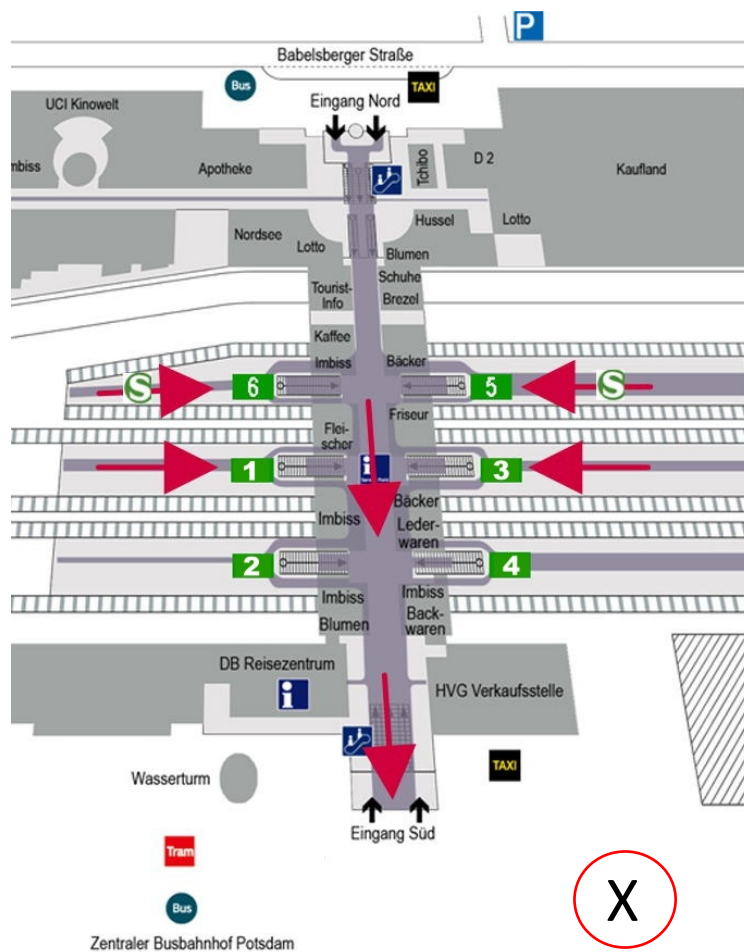 P
Babelsberger Straße
Bus
TAXI
Eingang Nord
UCI Kinowelt
Imbiss
Apotheke
Tchibo
D 2
Kaufland
Nordsee
Lotto
Hussel
Lotto
Blumen
Tourist-
Info
Schuhe
Brezel
Kaffee
Imbiss
Bäcker
S
6
5
S
Flei-
scher
Friseur
1
i
3
Imbiss
Bäcker
Leder-
waren
2
4
Imbiss
Blumen
Imbiss
Back-
waren
DB Reisezentrum
i
HVG Verkaufsstelle
Wasserturm
TAXI
Eingang Süd
Tram
X
Bus
Zentraler Busbahnhof Potsdam